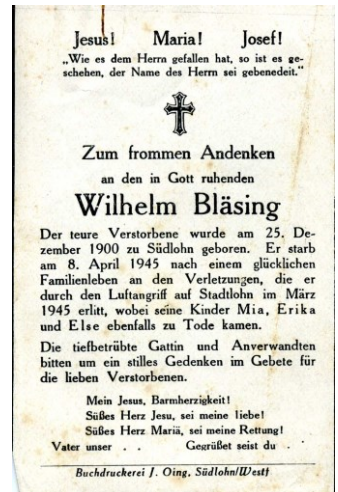 Jesus! Maria! Josef!
„Wie es dem Herrn gefallen hat, so ist es ge-
schehen, der Name des Herrn sei gebenedeit."
Zum frommen Andenken
an den in Gott ruhenden
Wilhelm Bläsing
Der teure Verstorbene wurde am 25. De-
zember 1900 zu Südlohn geboren. Er starb
am 8. April 1945 nach einem glücklichen
Familienleben an den Verletzungen, die er
durch den Luftangriff auf Stadtlohn im März
1945 erlitt, wobei seine Kinder Mia, Erika
und Else ebenfalls zu Tode kamen.
Die tiefbetrübte Gattin und Anverwandten
bitten um ein stilles Gedenken im Gebete für
die lieben Verstorbenen.
Mein Jesus, Barmherzigkeit!
Süßes Herz Jesu, sei meine liebe!
Süßes Herz Mariä, sei meine Rettung!
Vater unser . . Gegrüßet seist du .
Buchdruckerei J. Oing, Südlohn/Westf